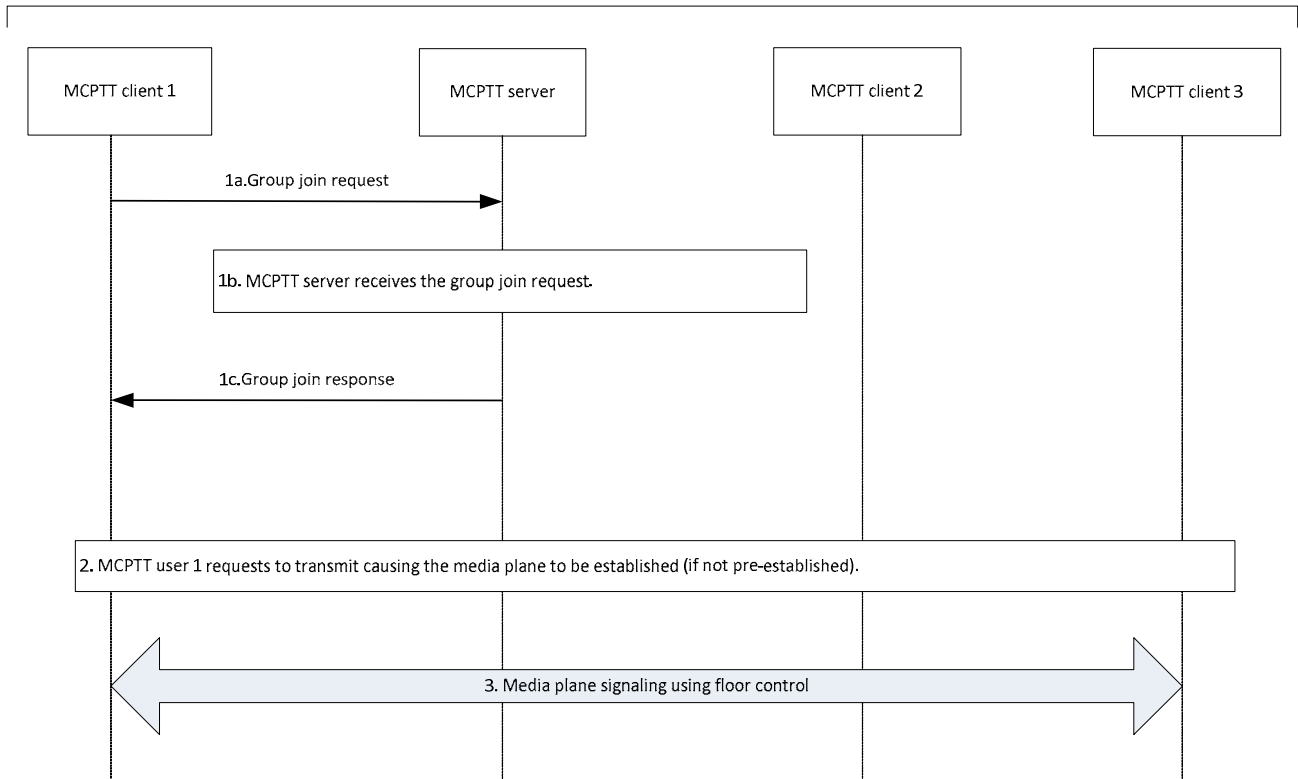 MCPTT client 1
MCPTT server
MCPTT client 2
MCPTT client 3
1a.Group join request
1b. MCPTT server receives the group join request.
1c.Group join response
2. MCPTT user 1 requests to transmit causing the media plane to be established (if not pre-established).
3. Media plane signaling using floor control